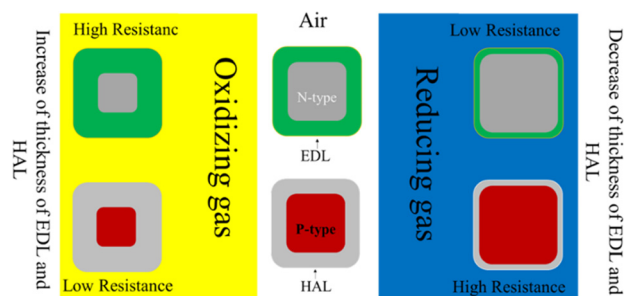 Increase of thickness of EDL and
HAL
High Resistanc
Low Resistance
Oxidizing gas
Air
N-type
EDL
P-type
HAL
Reducing gas
Low Resistance
High Resistance
Decrease of thickness of EDL and
HAL